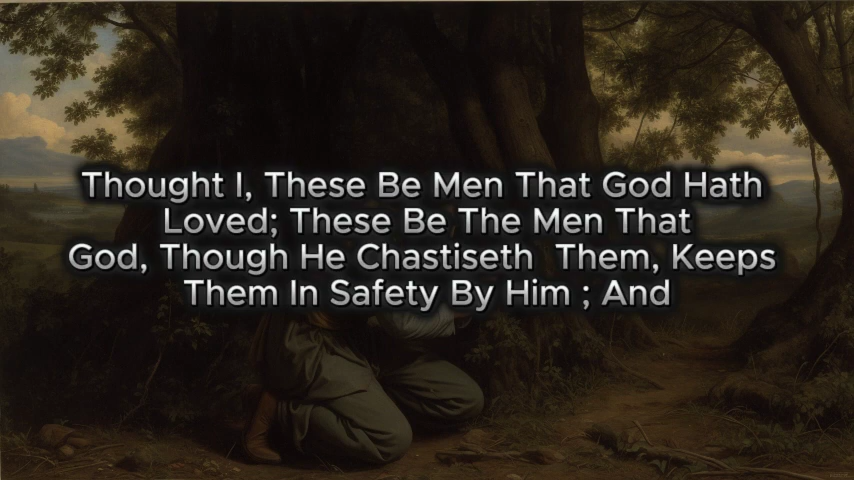 Thought I, These Be Men That God Hath
Loved; These Be The Men That
God, Though He Chastiseth  Them, Keeps
Them In Safety By Him ; And